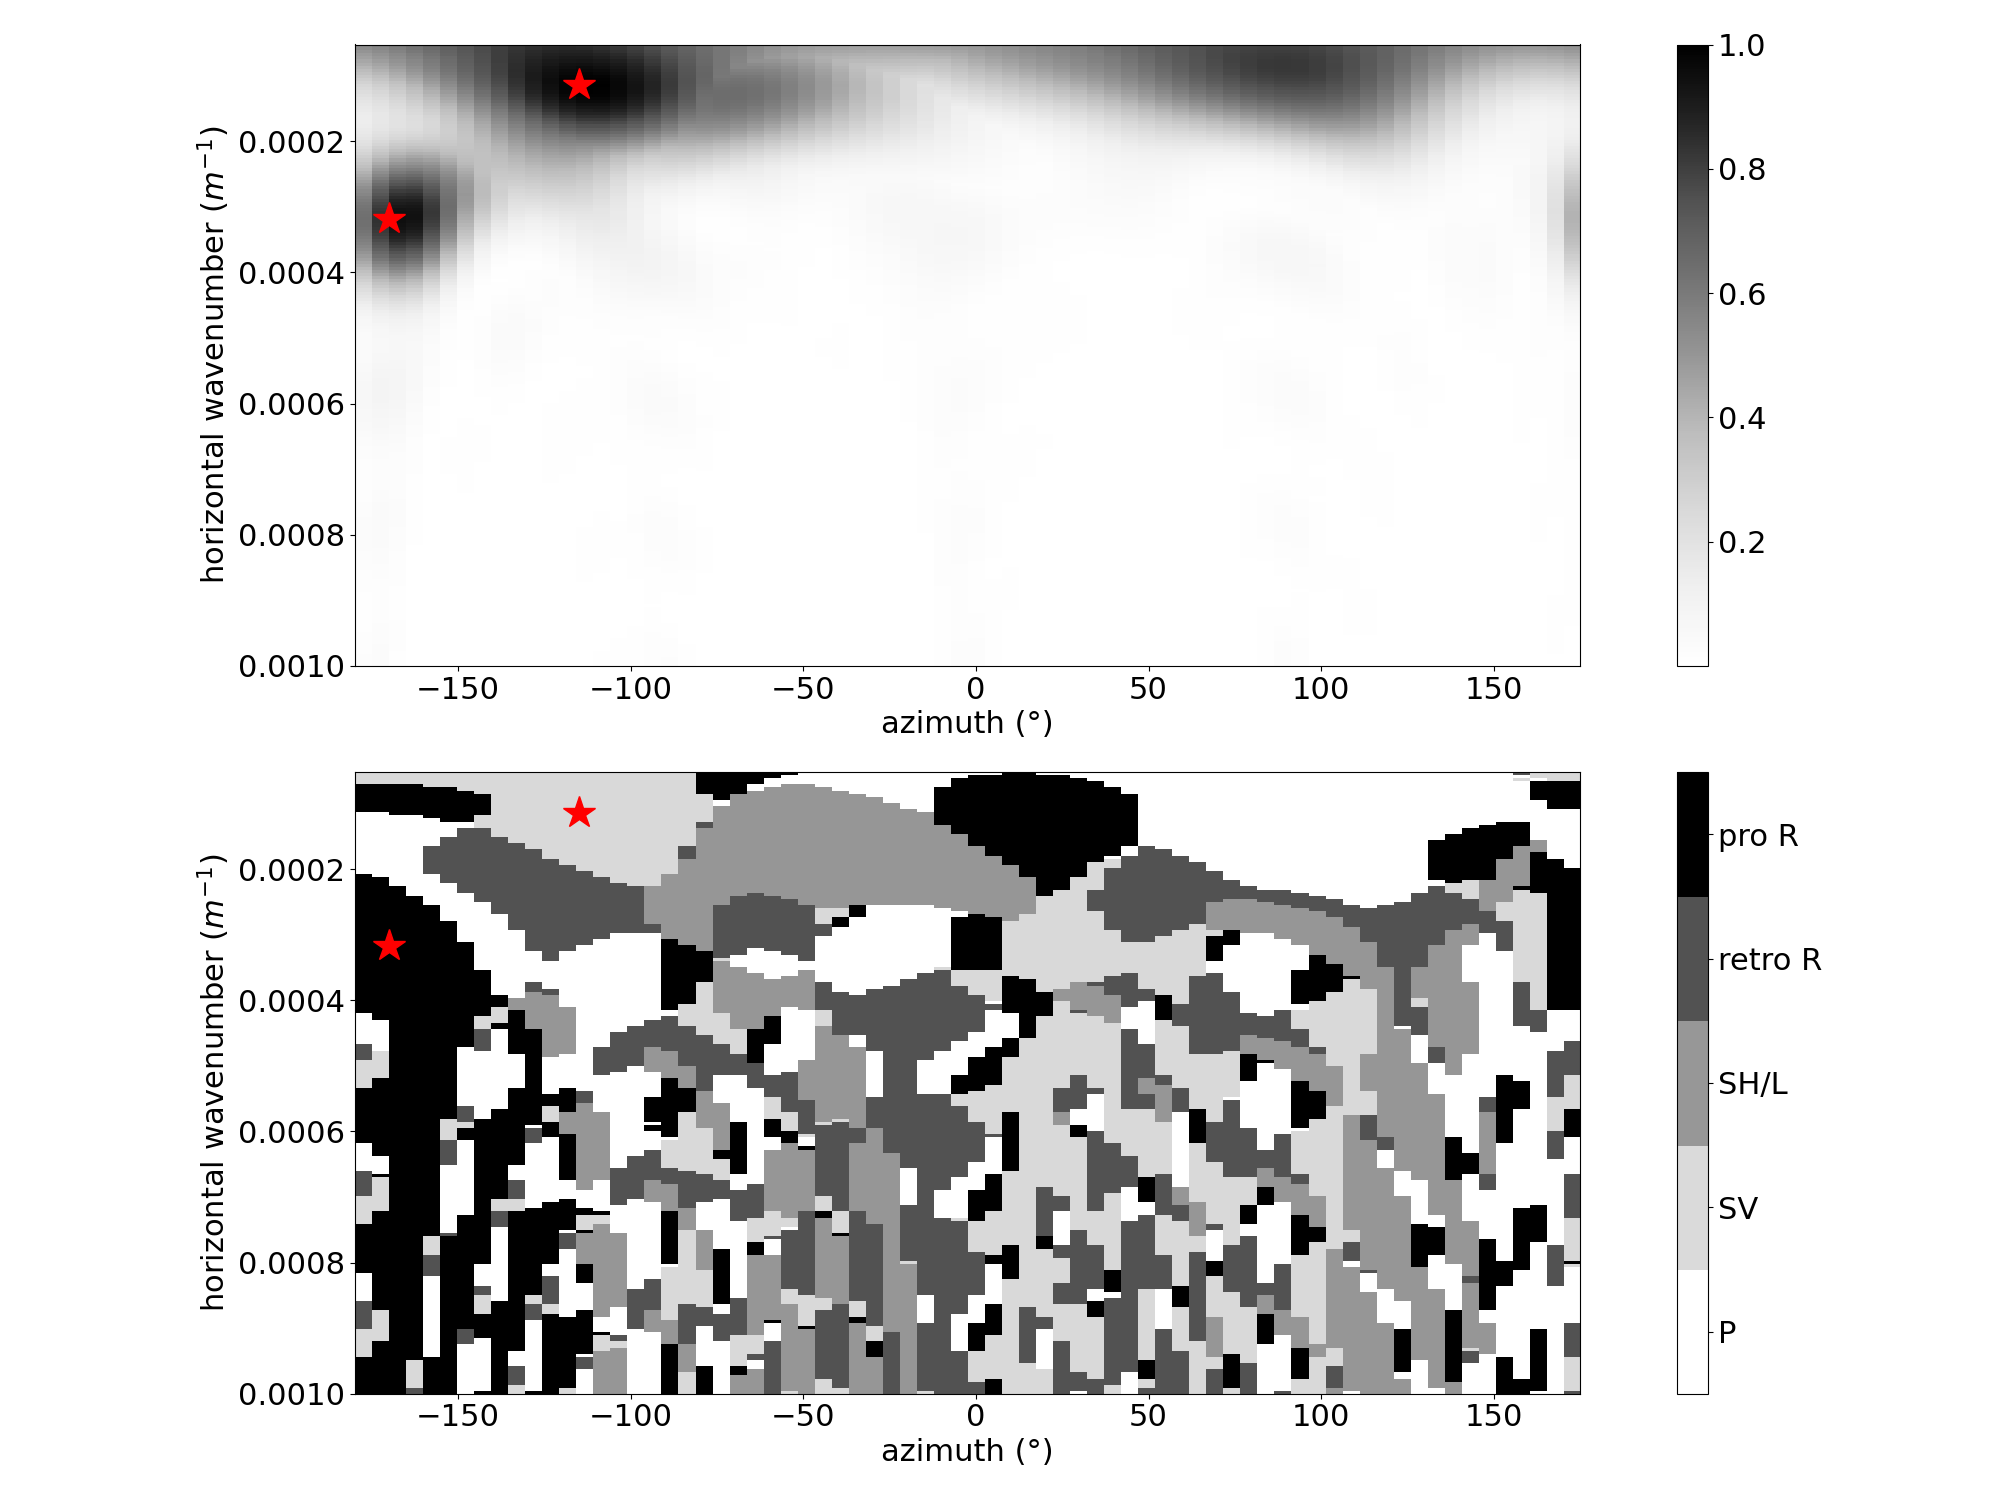 horizontal wavenumber (m⁻¹)
0.0002
0.0004
0.0006
0.0008
0.0010
−150 −100 −50 0 50 100 150
azimuth (°)
1.0
0.8
0.6
0.4
0.2
horizontal wavenumber (m⁻¹)
0.0002
0.0004
0.0006
0.0008
0.0010
−150 −100 −50 0 50 100 150
azimuth (°)
pro R
retro R
SH/L
SV
P